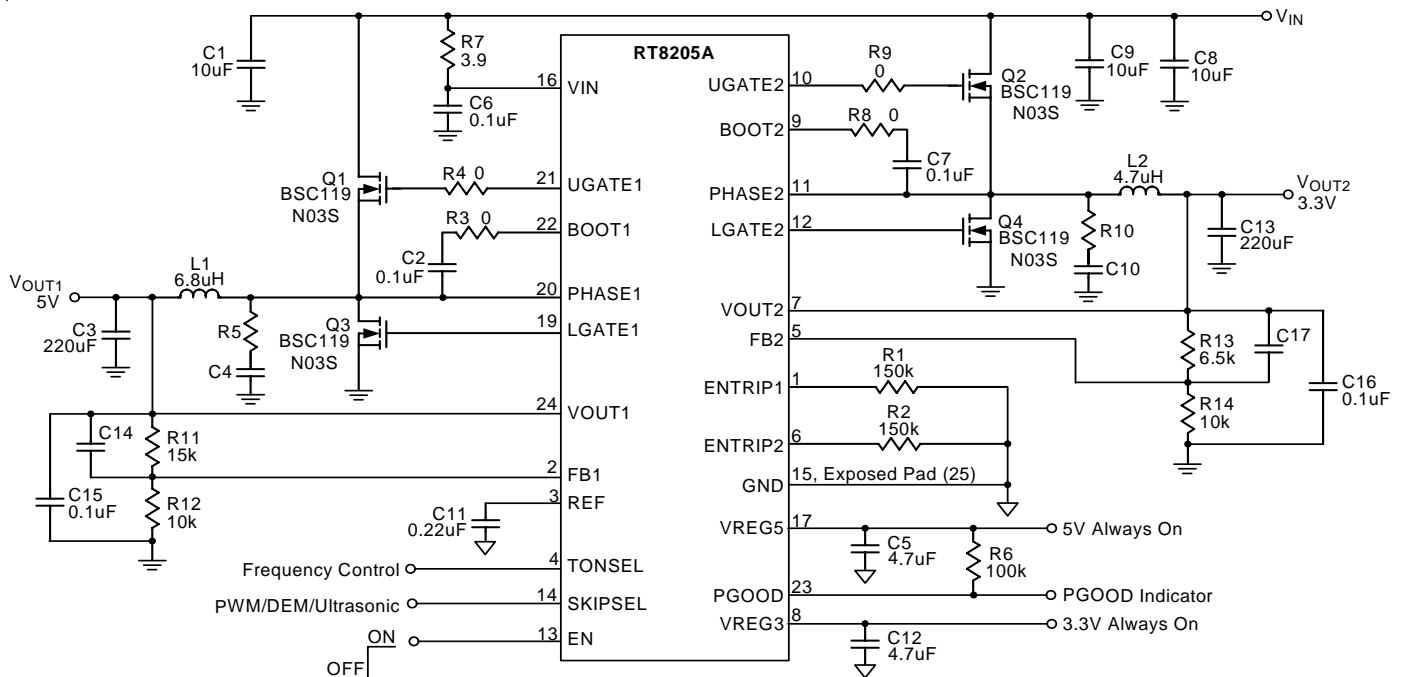 RT8205A
VIN
C1
10uF
R7
3.9
16
VIN
C6
0.1uF
Q1
BSC119
N03S
R4 0
21
UGATE1
R3 0
22
BOOT1
C2
0.1uF
L1
6.8uH
VOUT1
5V
20
PHASE1
C3
220uF
R5
C4
Q3
BSC119
N03S
19
LGATE1
24
VOUT1
C14
R11
15k
2
FB1
C15
0.1uF
R12
10k
3
REF
C11
0.22uF
Frequency Control
4
TONSEL
PWM/DEM/Ultrasonic
14
SKIPSEL
ON
OFF
13
EN
UGATE2
10
R9
0
Q2
BSC119
N03S
C9
10uF
C8
10uF
BOOT2
9
R8 0
C7
0.1uF
PHASE2
11
L2
4.7uH
VOUT2
3.3V
LGATE2
12
Q4
BSC119
N03S
R10
C10
C13
220uF
VOUT2
7
FB2
5
R13
6.5k
C17
R14
10k
C16
0.1uF
ENTRIP1
1
R1
150k
ENTRIP2
6
R2
150k
GND
15, Exposed Pad (25)
VREG5
17
5V Always On
C5
4.7uF
R6
100k
PGOOD
23
PGOOD Indicator
VREG3
8
3.3V Always On
C12
4.7uF